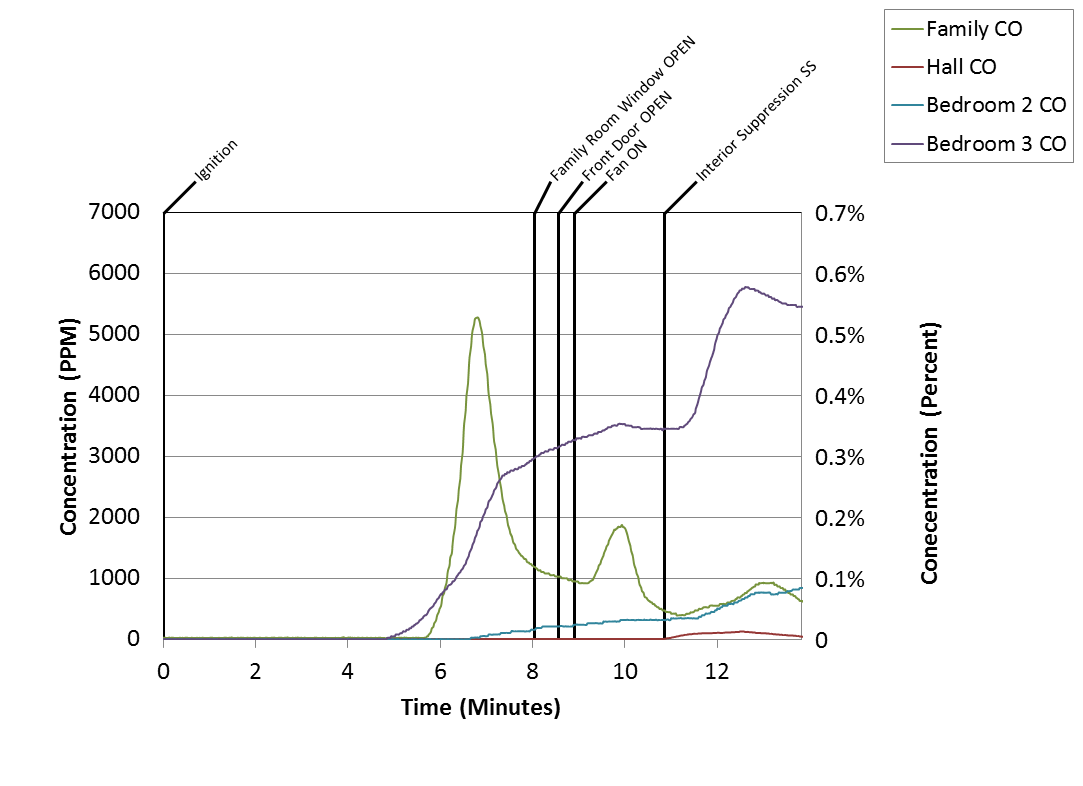 Family CO
Hall CO
Bedroom 2 CO
Bedroom 3 CO
Ignition
Family Room Window OPEN
Front Door OPEN
Fan ON
Interior Suppression SS
7000
6000
5000
4000
3000
2000
1000
0
0.7%
0.6%
0.5%
0.4%
0.3%
0.2%
0.1%
0
Concentration (PPM)
Conecentration (Percent)
0 2 4 6 8 10 12
Time (Minutes)